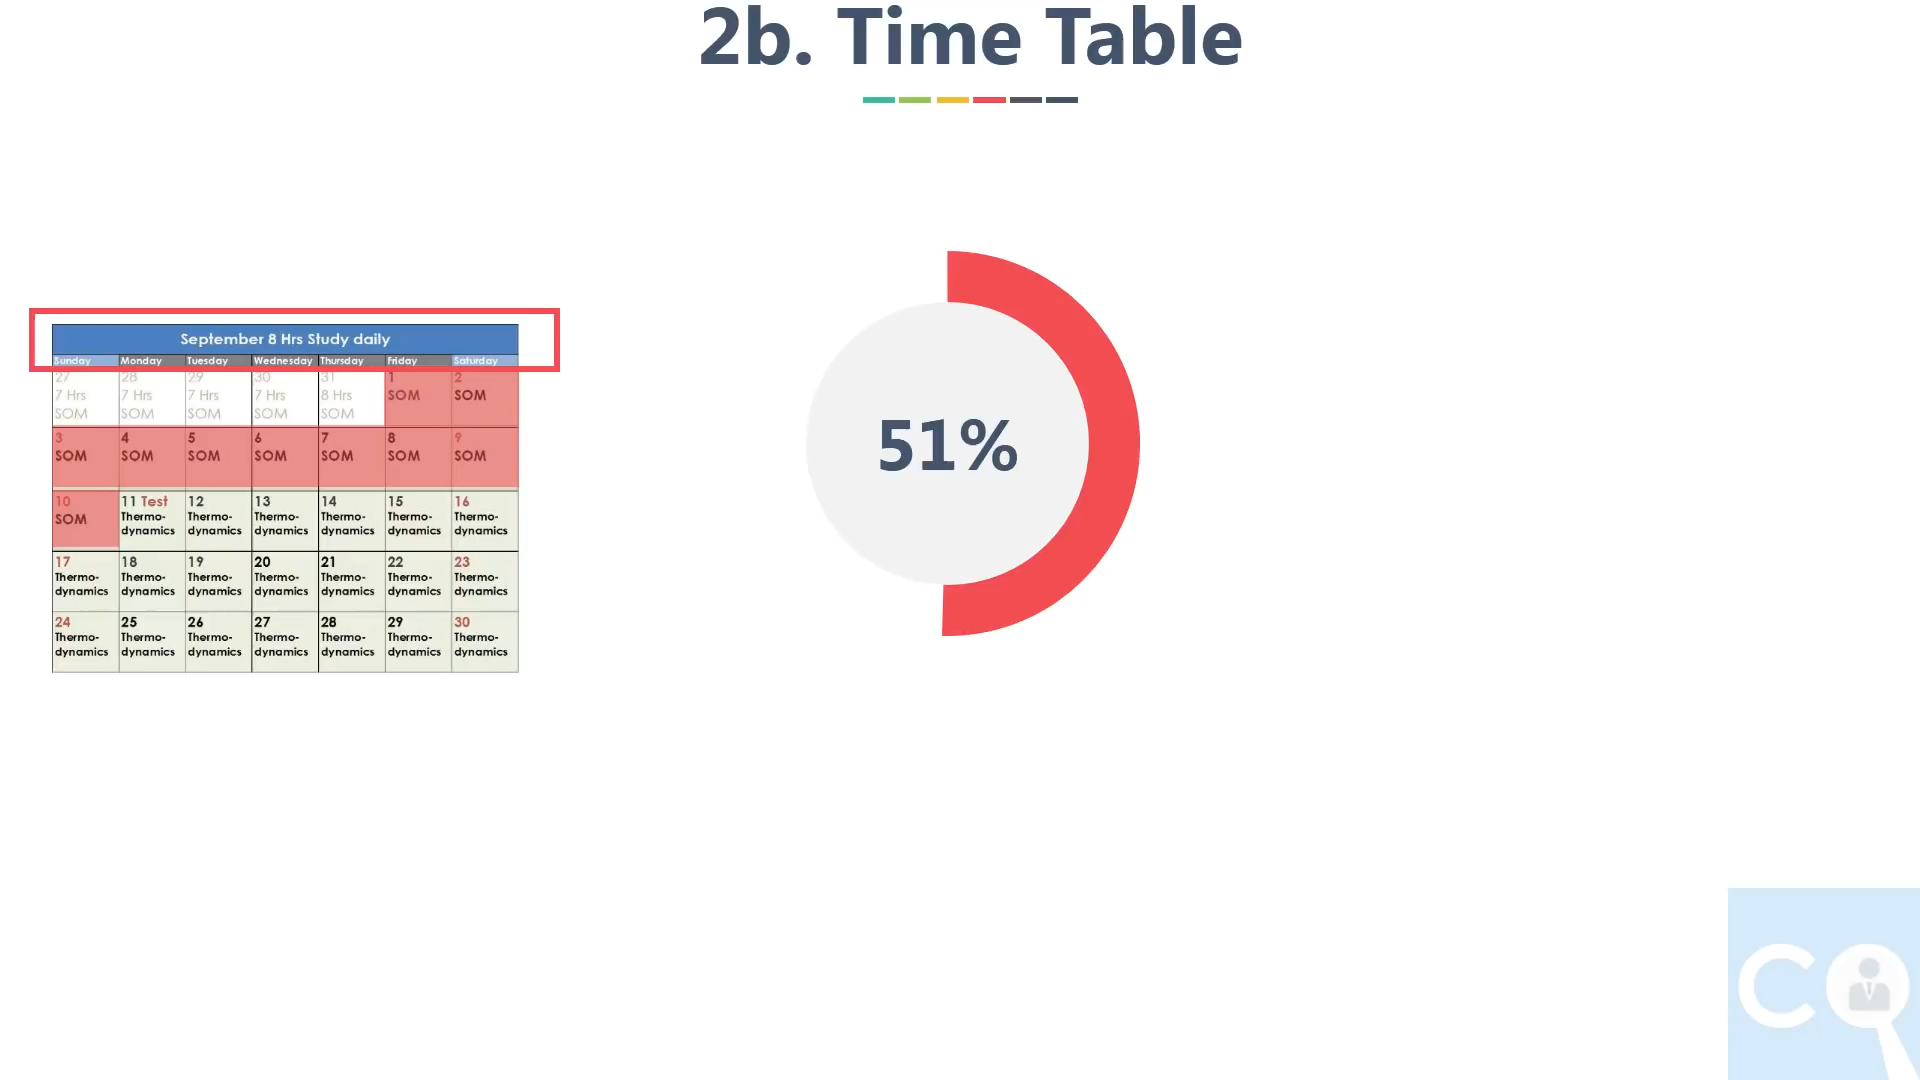 2b. Time Table
September 8 Hrs Study daily
Sunday Monday Tuesday Wednesday Thursday Friday Saturday
27 28 29 30 31 1 2
7 Hrs 7 Hrs 7 Hrs 7 Hrs 8 Hrs SOM SOM
SOM SOM SOM SOM SOM
3 4 5 6 7 8 9
SOM SOM SOM SOM SOM SOM SOM
10 11 Test 12 13 14 15 16
SOM Thermo- Thermo- Thermo- Thermo- Thermo- Thermo-
dynamics dynamics dynamics dynamics dynamics dynamics
17 18 19 20 21 22 23
Thermo- Thermo- Thermo- Thermo- Thermo- Thermo- Thermo-
dynamics dynamics dynamics dynamics dynamics dynamics dynamics
24 25 26 27 28 29 30
Thermo- Thermo- Thermo- Thermo- Thermo- Thermo- Thermo-
dynamics dynamics dynamics dynamics dynamics dynamics dynamics
51%